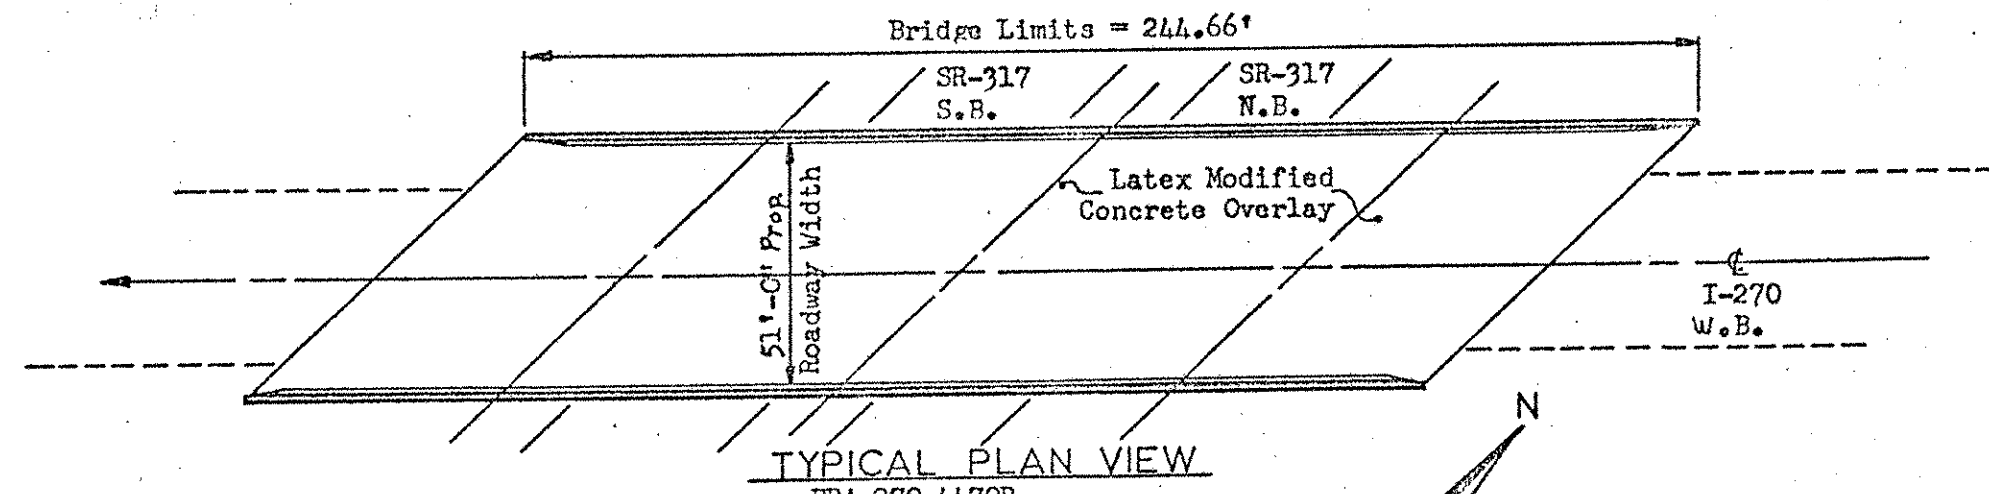 Bridge Limits = 244.66'
SR-317
S.B.
SR-317
N.B.
Latex Modified
Concrete Overlay
51'-0" Prop
Roadway Width
℄
I-270
W.B.
N
TYPICAL PLAN VIEW